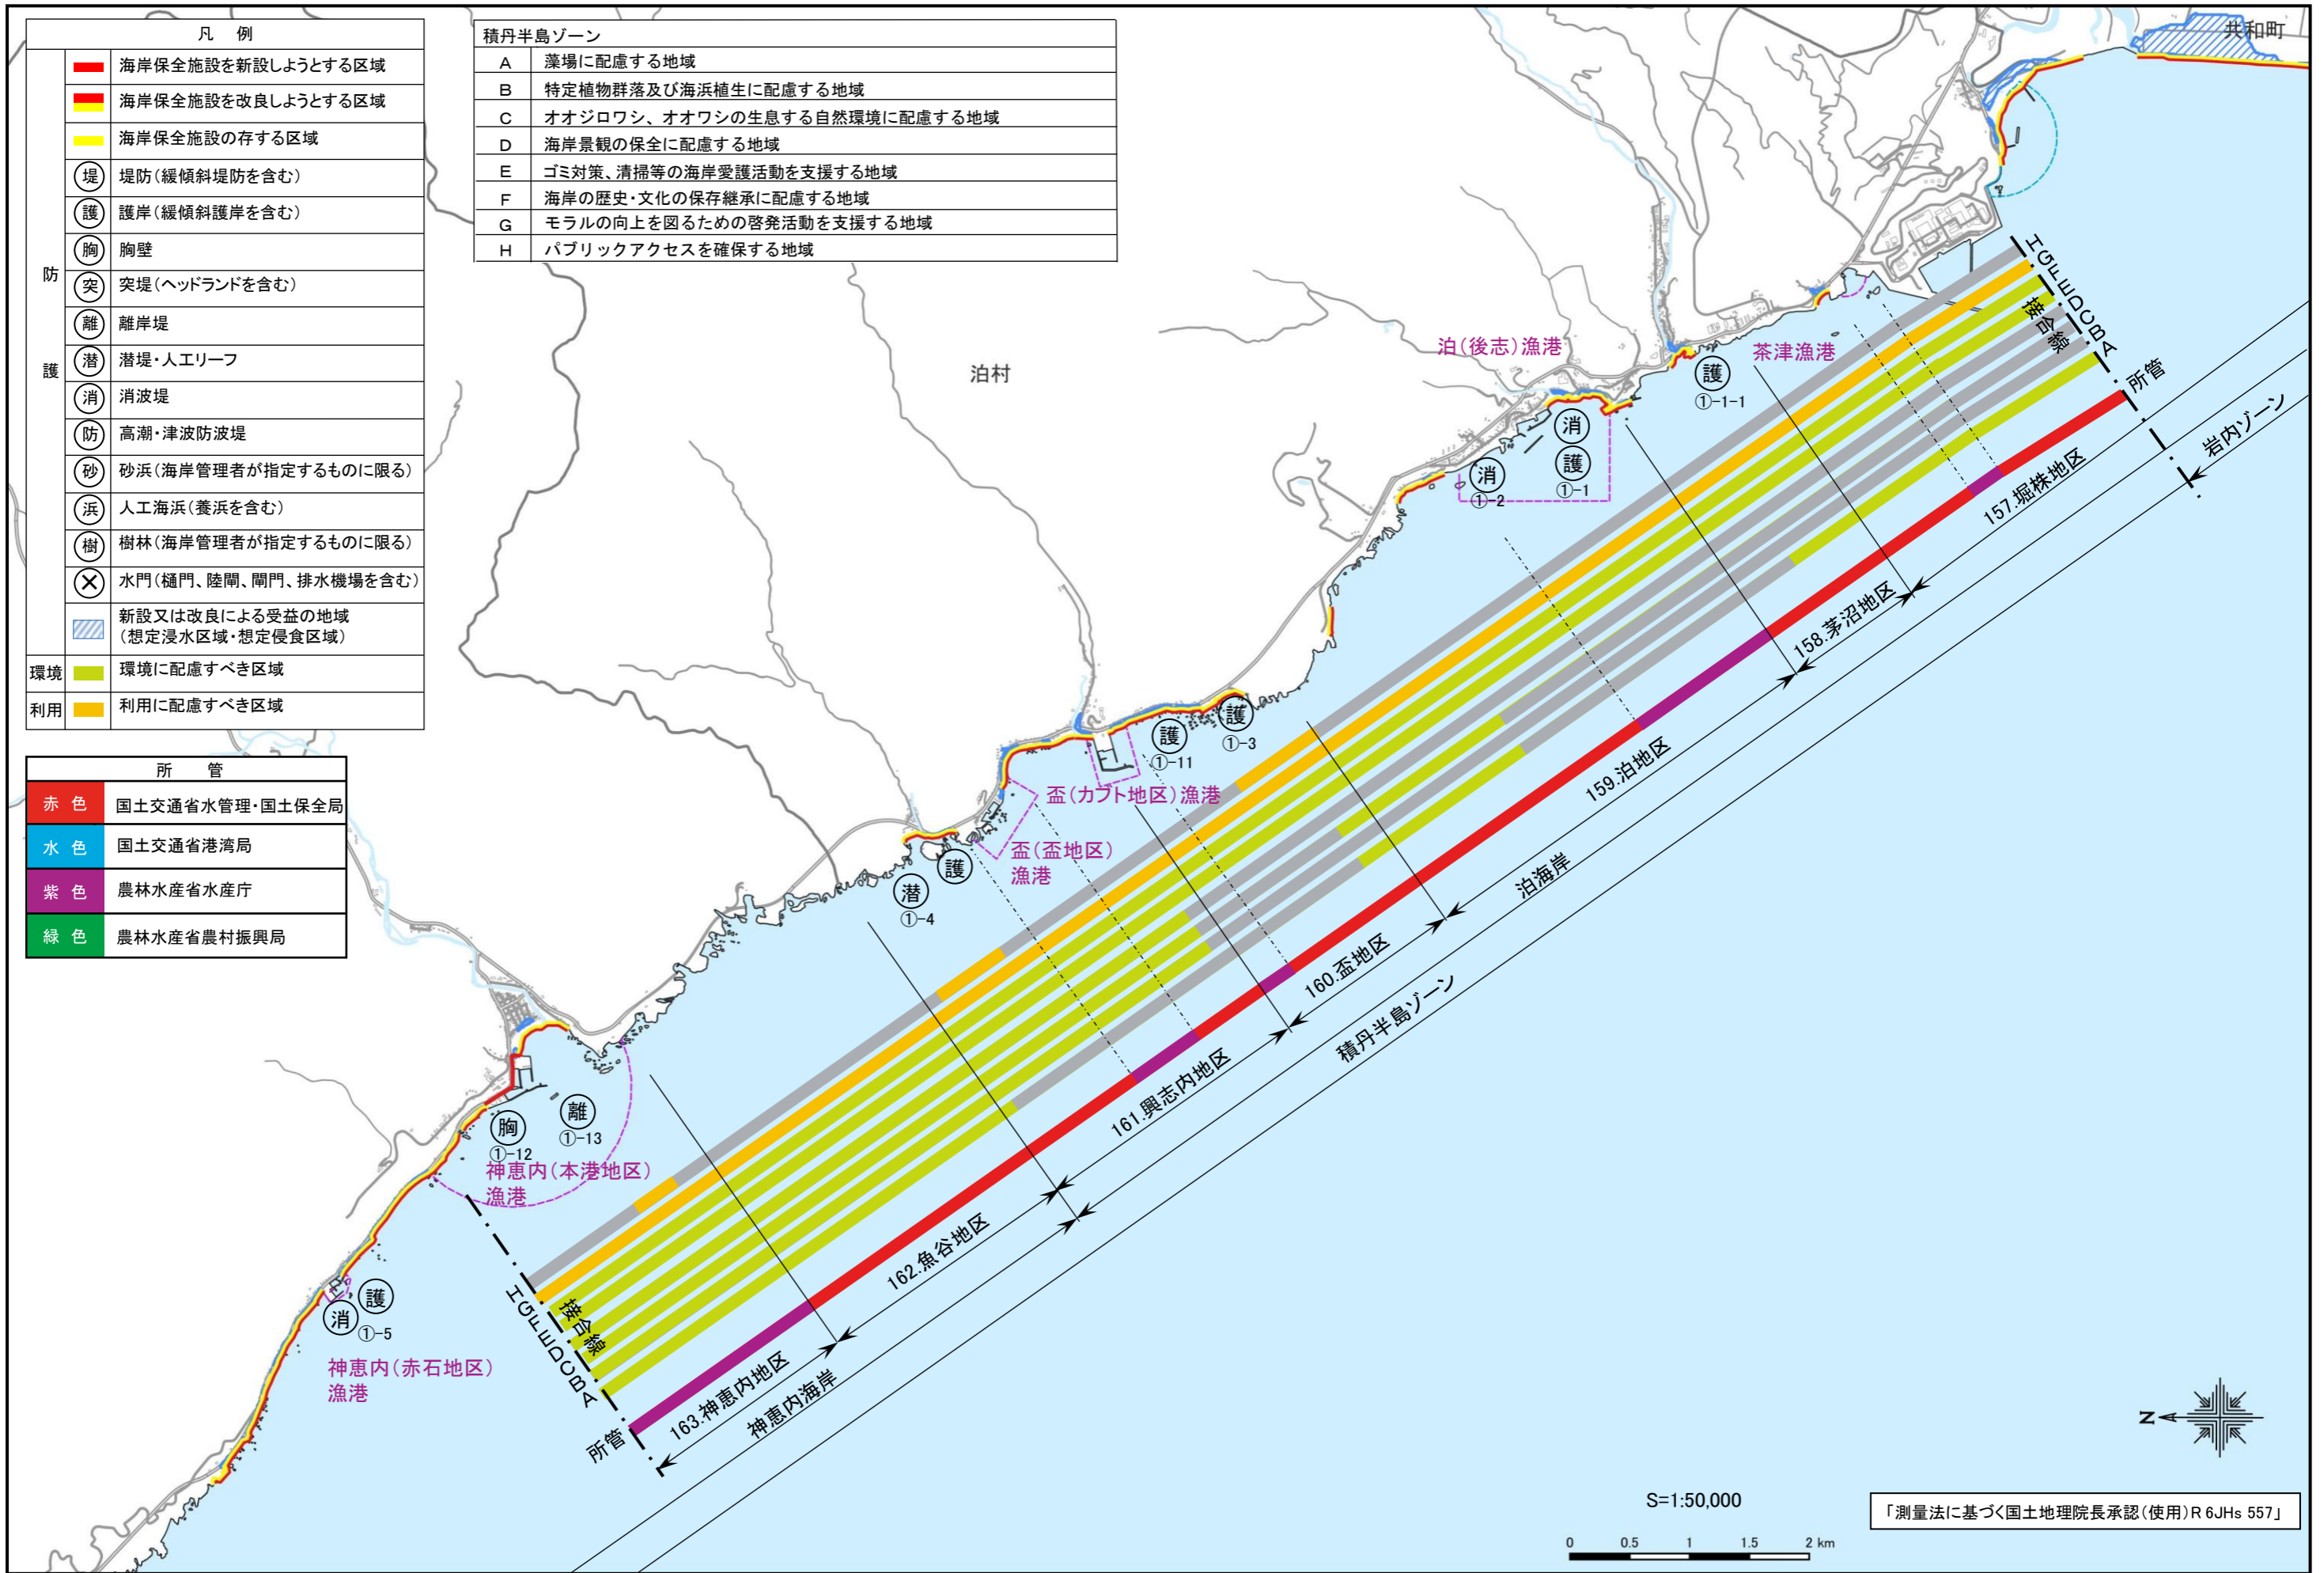 凡 例
防護
海岸保全施設を新設しようとする区域
海岸保全施設を改良しようとする区域
海岸保全施設の存する区域
堤 堤防(緩傾斜堤防を含む)
護 護岸(緩傾斜護岸を含む)
胸 胸壁
突 突堤(ヘッドランドを含む)
離 離岸堤
潜 潜堤・人工リーフ
消 消波堤
防 高潮・津波防波堤
砂 砂浜(海岸管理者が指定するものに限る)
浜 人工海浜(養浜を含む)
樹 樹林(海岸管理者が指定するものに限る)
水門(樋門、陸閘、閘門、排水機場を含む)
新設又は改良による受益の地域
(想定浸水区域・想定侵食区域)
環境 環境に配慮すべき区域
利用 利用に配慮すべき区域
所 管
赤 色 国土交通省水管理・国土保全局
水 色 国土交通省港湾局
紫 色 農林水産省水産庁
緑 色 農林水産省農村振興局
積丹半島ゾーン
A 藻場に配慮する地域
B 特定植物群落及び海浜植生に配慮する地域
C オオジロワシ、オオワシの生息する自然環境に配慮する地域
D 海岸景観の保全に配慮する地域
E ゴミ対策、清掃等の海岸愛護活動を支援する地域
F 海岸の歴史・文化の保存継承に配慮する地域
G モラルの向上を図るための啓発活動を支援する地域
H パブリックアクセスを確保する地域
共和町
泊村
泊(後志)漁港
茶津漁港
護
①-1-1
消
護
①-1
消
①-2
護
①-3
護
①-11
盃(カブト地区)漁港
盃(盃地区)
漁港
護
潜
①-4
離
①-13
胸
①-12
神恵内(本港地区)
漁港
護
消
①-5
神恵内(赤石地区)
漁港
H
G
F
E
D
C
B
A
接合線
所管
岩内ゾーン
157.堀株地区
158.茅沼地区
159.泊地区
泊海岸
160.盃地区
積丹半島ゾーン
161.興志内地区
162.魚谷地区
163.神恵内地区
神恵内海岸
H
G
F
E
D
C
B
A
接合線
所管
N
S=1:50,000
0 0.5 1 1.5 2 km
「測量法に基づく国土地理院長承認(使用)R 6JHs 557」